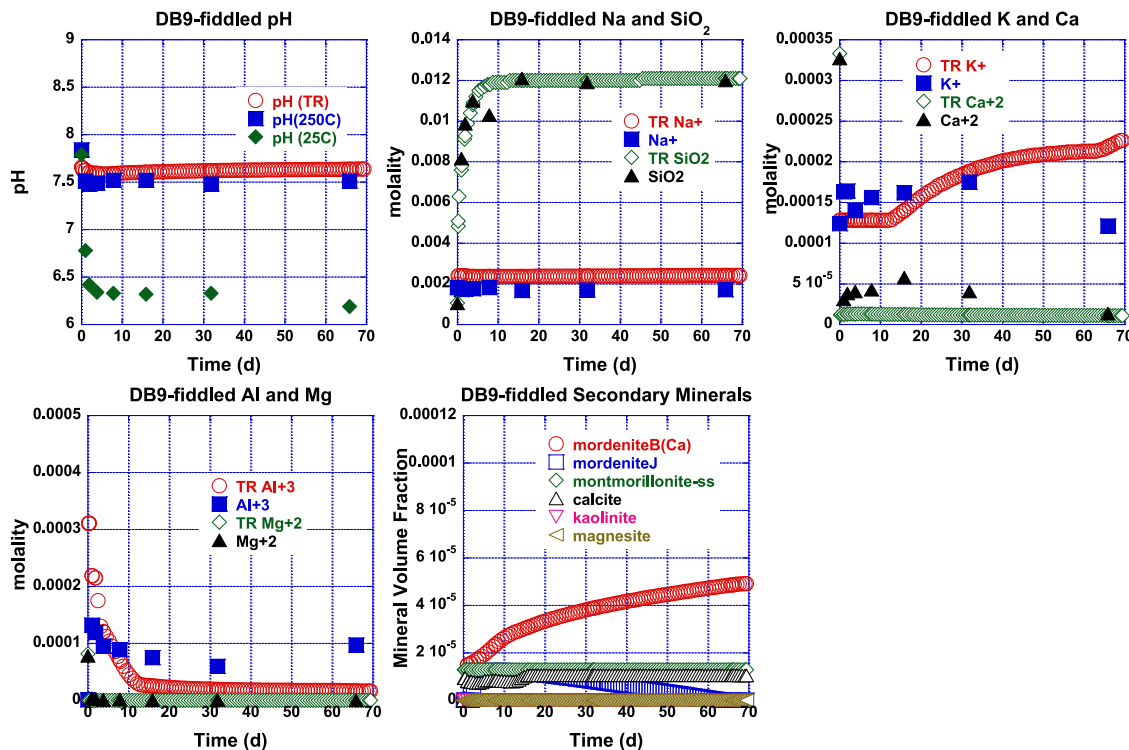 DB9-fiddled pH
9
8.5
8
7.5
7
6.5
6
pH
pH (TR)
pH(250C)
pH (25C)
0 10 20 30 40 50 60 70
Time (d)
DB9-fiddled Na and SiO2
0.014
0.012
0.01
0.008
0.006
0.004
0.002
0
molality
TR Na+
Na+
TR SiO2
SiO2
0 10 20 30 40 50 60 70
Time (d)
DB9-fiddled K and Ca
0.00035
0.0003
0.00025
0.0002
0.00015
0.0001
5 10-5
0
molality
TR K+
K+
TR Ca+2
Ca+2
0 10 20 30 40 50 60 70
Time (d)
DB9-fiddled Al and Mg
0.0005
0.0004
0.0003
0.0002
0.0001
0
molality
TR Al+3
Al+3
TR Mg+2
Mg+2
0 10 20 30 40 50 60 70
Time (d)
DB9-fiddled Secondary Minerals
0.00012
0.0001
8 10-5
6 10-5
4 10-5
2 10-5
0
Mineral Volume Fraction
mordeniteB(Ca)
mordeniteJ
montmorillonite-ss
calcite
kaolinite
magnesite
0 10 20 30 40 50 60 70
Time (d)